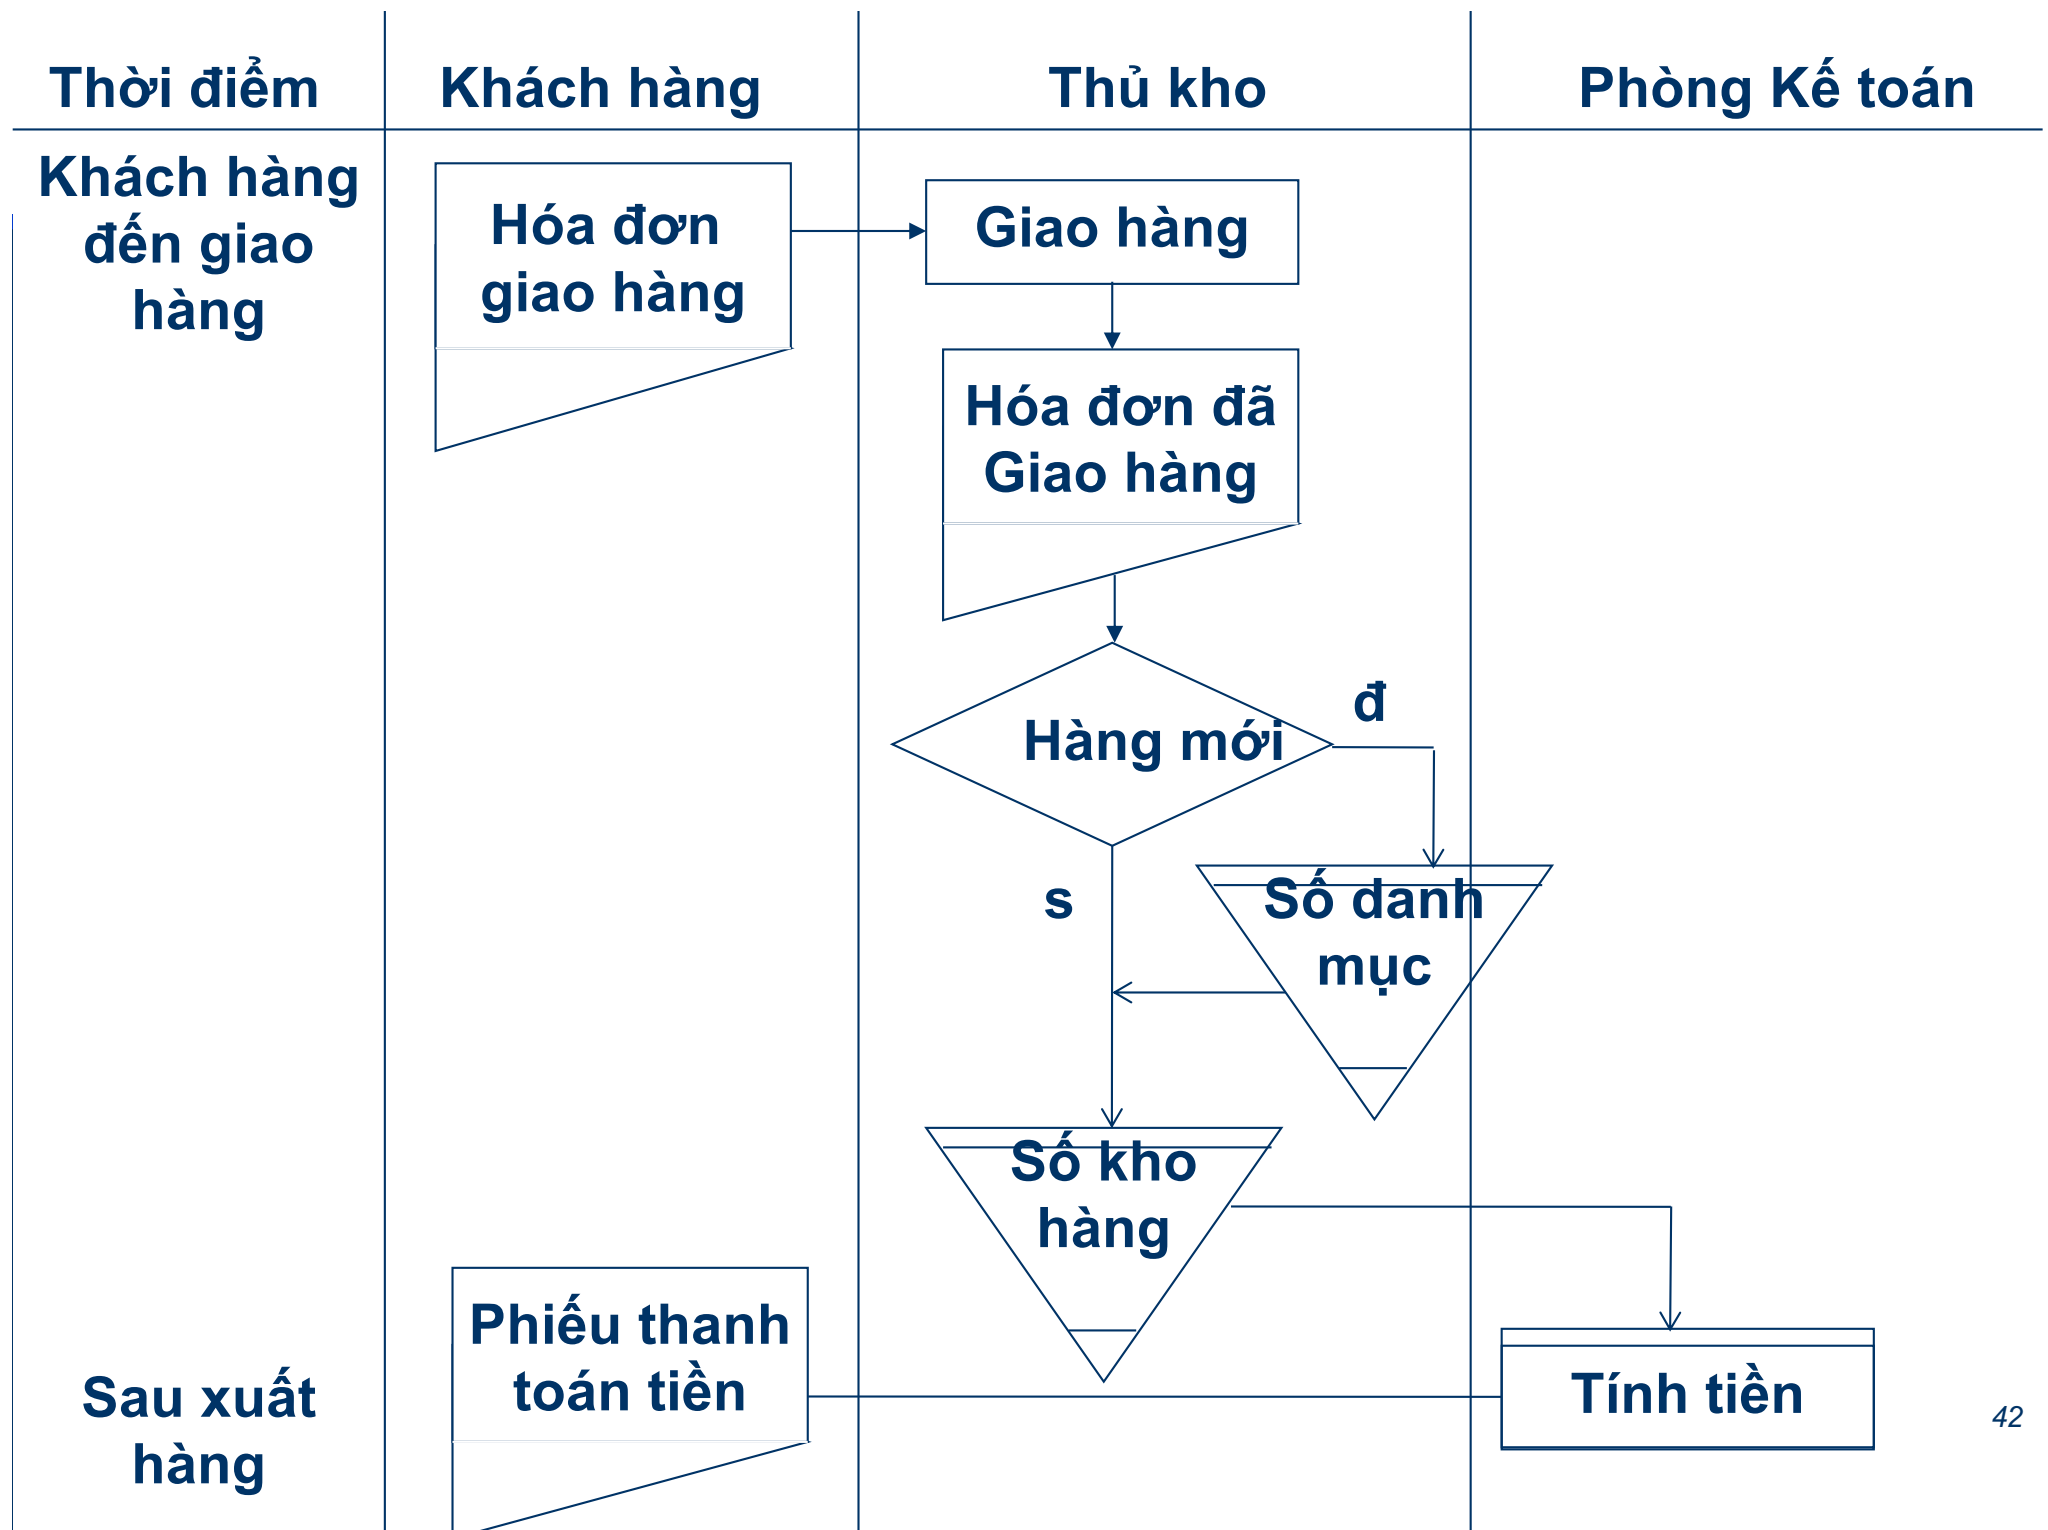 Thời điểm
Khách hàng
Thủ kho
Phòng Kế toán
Khách hàng
đến giao
hàng
Hóa đơn
giao hàng
Giao hàng
Hóa đơn đã
Giao hàng
Hàng mới
đ
s
Số danh
mục
Số kho
hàng
Phiếu thanh
toán tiền
Tính tiền
Sau xuất
hàng
42